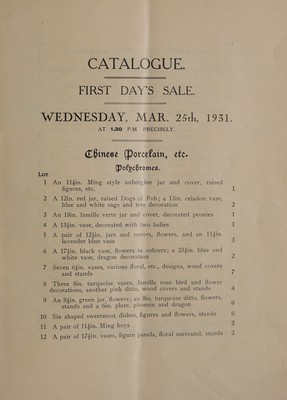 CATALOGUE.
FIRST DAY'S SALE.
WEDNESDAY, MAR. 25th, 1931.
AT 1.30 P.M. PRECISELY.
Chinese Porcelain, etc.
Polychromes.
LOT
1 An 11½in. Ming style aubergine jar and cover, raised
figures, etc. 1
2 A 12in. red jar, raised Dogs of Foh; a 15in. celadon vase,
blue and white sage and five decoration 2
3 An 18in. famille verte jar and cover, decorated peonies 1
4 A 13½in. vase, decorated with two ladies 1
5 A pair of 12½in. jars and covers, flowers, and an 11½in.
lavender blue vase 3
6 A 17½in. black vase, flowers in colours; a 23½in. blue and
white vase, dragon decoration 2
7 Seven 6½in. vases, various floral, etc., designs, wood covers
and stands 7
8 Three 8in. turquoise vases, famille rose bird and flower
decorations, another pink ditto, wood covers and stands 4
9 An 8½in. green jar, flowers; an 8in. turquoise ditto, flowers,
stands and a 6in. plate, phoenix and dragon 9
10 Six shaped sweetmeat dishes, figures and flowers, stands 6
11 A pair of 11½in. Ming boys 2
12 A pair of 17½in. vases, figure panels, floral surround, stands 2